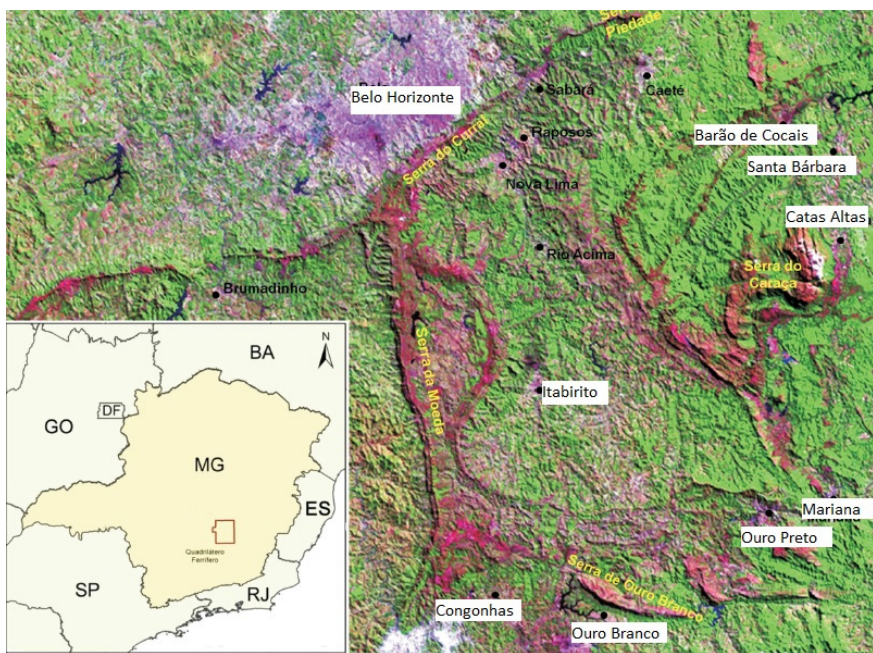 Serra da
Piedade
Belo Horizonte
Sabará
Caeté
Raposos
Barão de Cocais
Serra do Curral
Nova Lima
Santa Bárbara
Catas Altas
Rio Acima
Serra do
Caraça
Brumadinho
Serra da Moeda
Itabirito
Mariana
Ouro Preto
Serra de Ouro Branco
Congonhas
Ouro Branco
N
BA
GO
DF
MG
ES
Quadrilátero
Ferrífero
SP
RJ